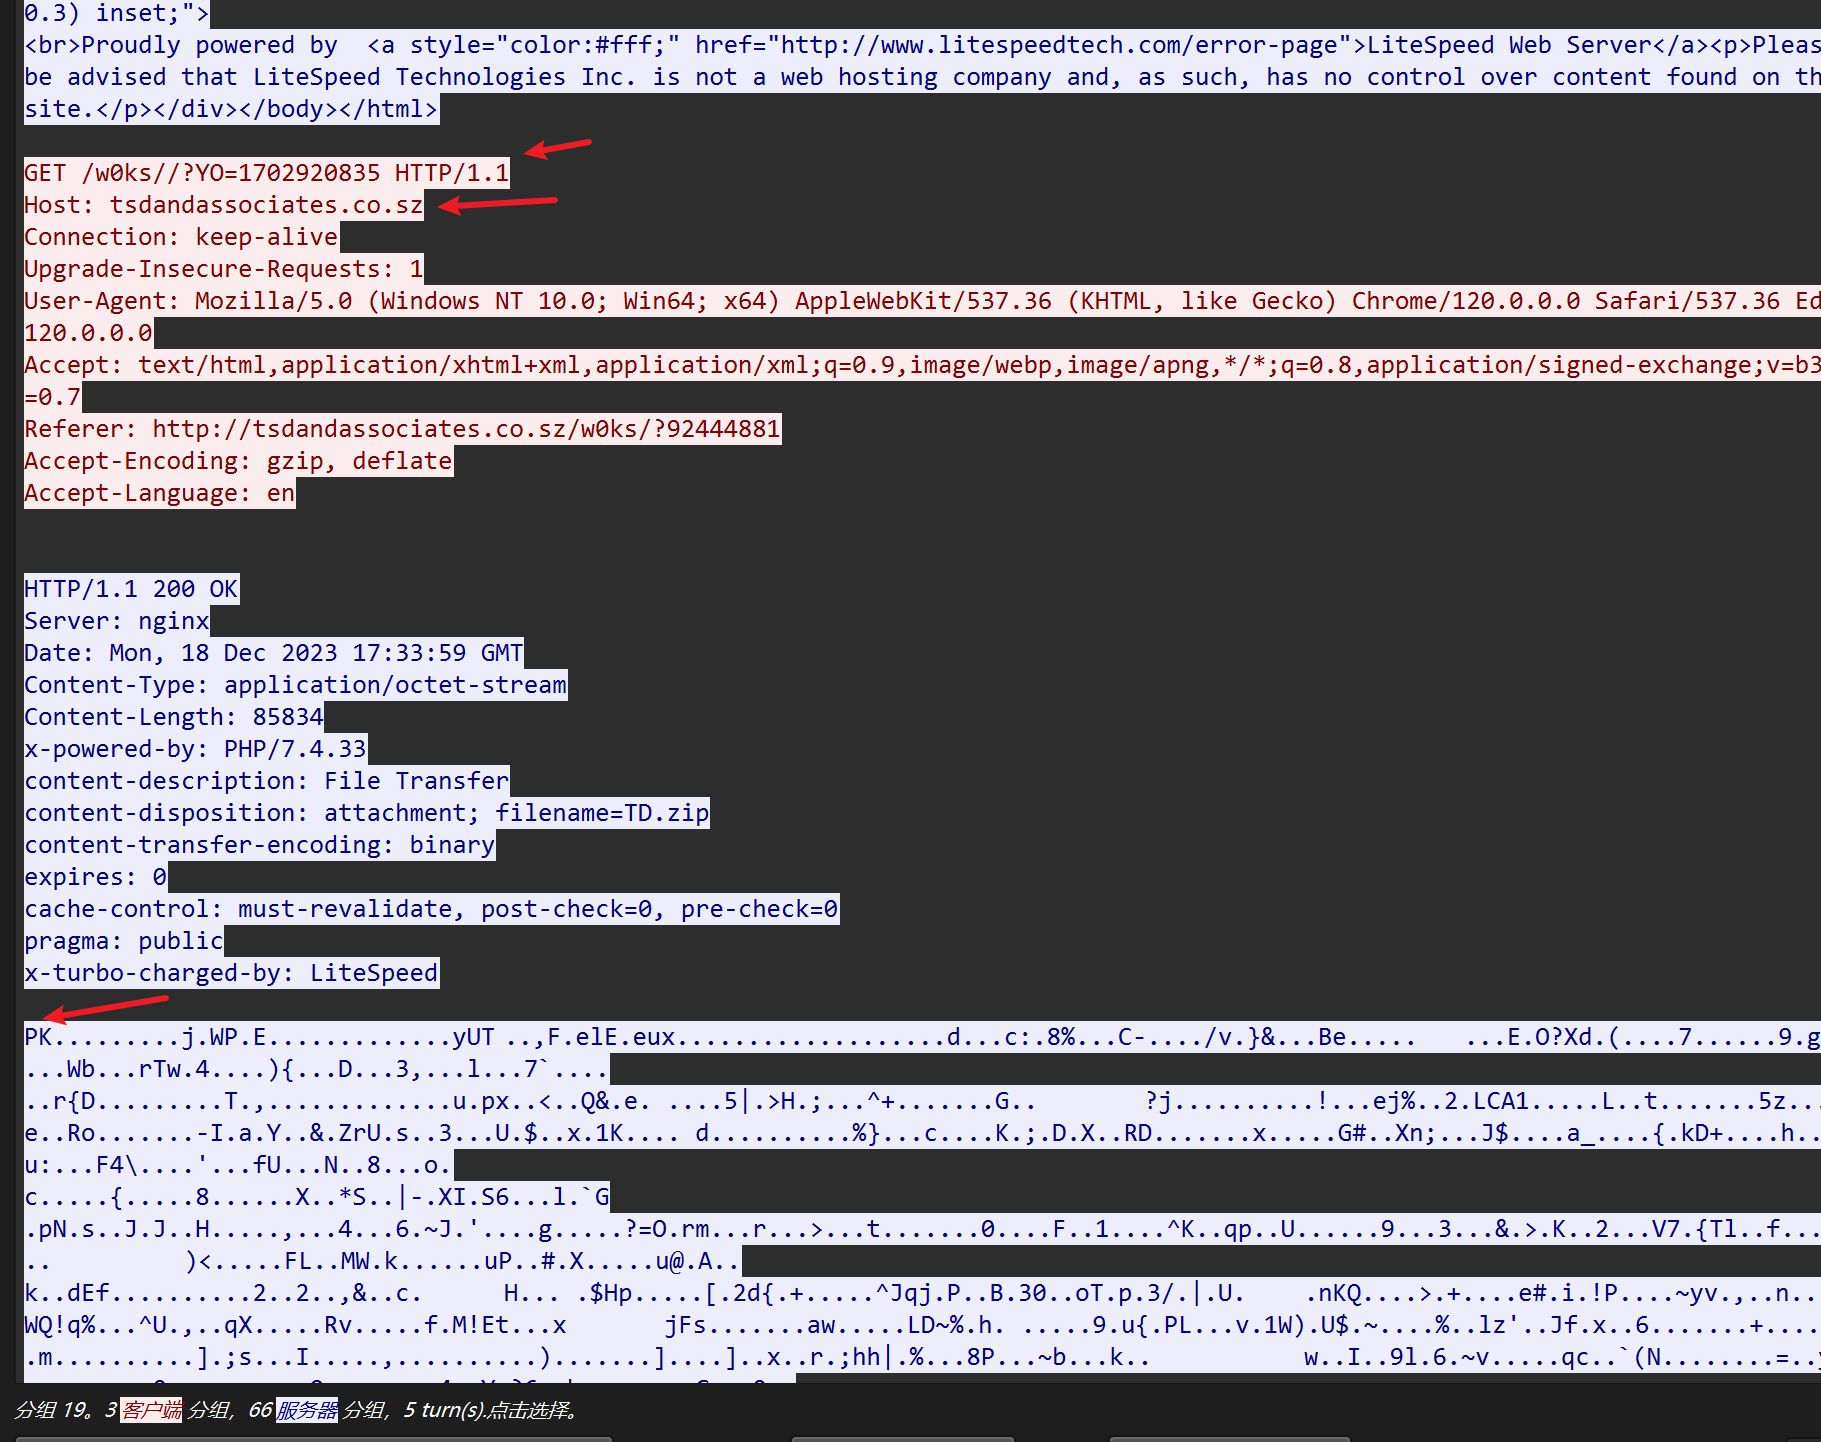 0.3) inset;">
<br>Proudly powered by  <a style="color:#fff;" href="http://www.litespeedtech.com/error-page">LiteSpeed Web Server</a><p>Pleas
be advised that LiteSpeed Technologies Inc. is not a web hosting company and, as such, has no control over content found on th
site.</p></div></body></html>
GET /w0ks//?YO=1702920835 HTTP/1.1
Host: tsdandassociates.co.sz
Connection: keep-alive
Upgrade-Insecure-Requests: 1
User-Agent: Mozilla/5.0 (Windows NT 10.0; Win64; x64) AppleWebKit/537.36 (KHTML, like Gecko) Chrome/120.0.0.0 Safari/537.36 Ed
120.0.0.0
Accept: text/html,application/xhtml+xml,application/xml;q=0.9,image/webp,image/apng,*/*;q=0.8,application/signed-exchange;v=b3
=0.7
Referer: http://tsdandassociates.co.sz/w0ks/?92444881
Accept-Encoding: gzip, deflate
Accept-Language: en
HTTP/1.1 200 OK
Server: nginx
Date: Mon, 18 Dec 2023 17:33:59 GMT
Content-Type: application/octet-stream
Content-Length: 85834
x-powered-by: PHP/7.4.33
content-description: File Transfer
content-disposition: attachment; filename=TD.zip
content-transfer-encoding: binary
expires: 0
cache-control: must-revalidate, post-check=0, pre-check=0
pragma: public
x-turbo-charged-by: LiteSpeed
PK.........j.WP.E.............yUT ..,F.elE.eux...................d...c:.8%...C-..../v.}&...Be.....   ...E.O?Xd.(....7......9.g
...Wb...rTw.4....){...D...3,...l...7`....
..r{D.........T.,.............u.px..<..Q&.e. ....5|.>H.;...^+.......G..        ?j..........!...ej%..2.LCA1.....L..t.......5z...
e..Ro.......-I.a.Y..&.ZrU.s..3...U.$..x.1K.... d..........%}...c....K.;.D.X..RD.......x.....G#..Xn;...J$....a_....{.kD+....h..
u:...F4\....'...fU...N..8...o.
c.....{.....8......X..*S..|-.XI.S6...l.`G
.pN.s..J.J..H.....,...4...6.~J.'....g.....?=O.rm...r...>...t.......0....F..1....^K..qp..U......9...3...&.>.K..2...V7.{Tl..f...
..          )<.....FL..MW.k......uP..#.X.....u@.A..
k..dEf..........2..2..,&..c.      H... .$Hp.....[.2d{.+.....^Jqj.P..B.30..oT.p.3/.|.U.    .nKQ....>.+....e#.i.!P....~yv.,..n..
WQ!q%...^U.,..qX.....Rv.....f.M!Et...x       jFs.......aw.....LD~%.h. .....9.u{.PL...v.1W).U$.~....%..lz'..Jf.x..6.......+....
.m..........].;s...I.....,..........).......]....]..x..r.;hh|.%...8P...~b...k..           w..I..9l.6.~v.....qc..`(N........=..y
分组 19。3 客户端 分组，66 服务器 分组，5 turn(s).点击选择。